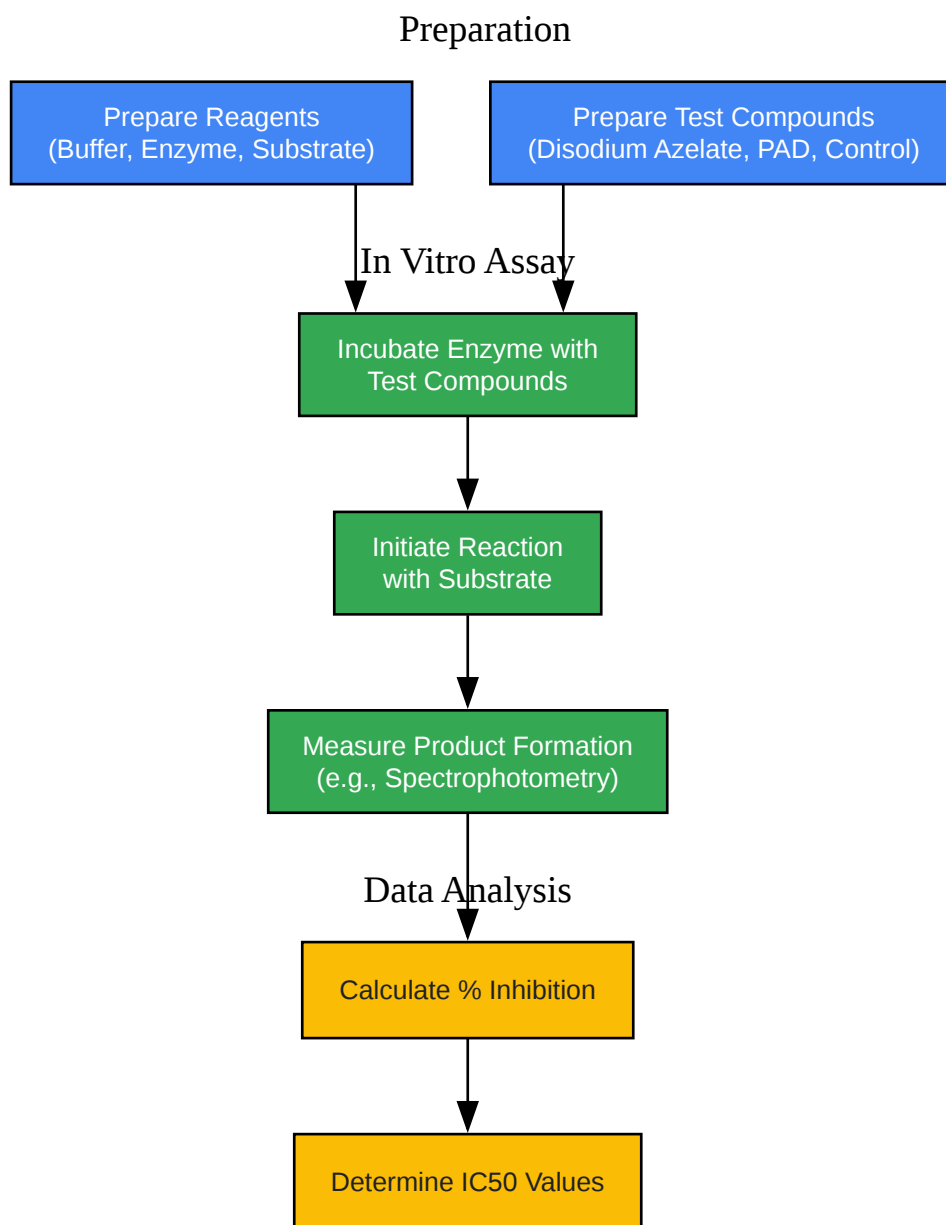 Preparation
Prepare Reagents
(Buffer, Enzyme, Substrate)
Prepare Test Compounds
(Disodium Azelate, PAD, Control)
In Vitro Assay
Incubate Enzyme with
Test Compounds
Initiate Reaction
with Substrate
Measure Product Formation
(e.g., Spectrophotometry)
Data Analysis
Calculate % Inhibition
Determine IC50 Values